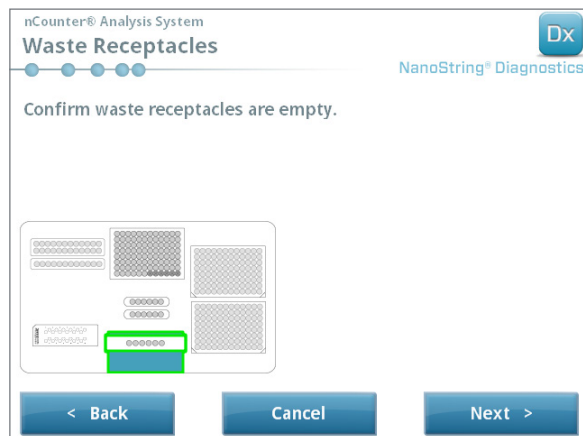 nCounter® Analysis System
Waste Receptacles
Dx
NanoString® Diagnostics
Confirm waste receptacles are empty.
< Back
Cancel
Next >